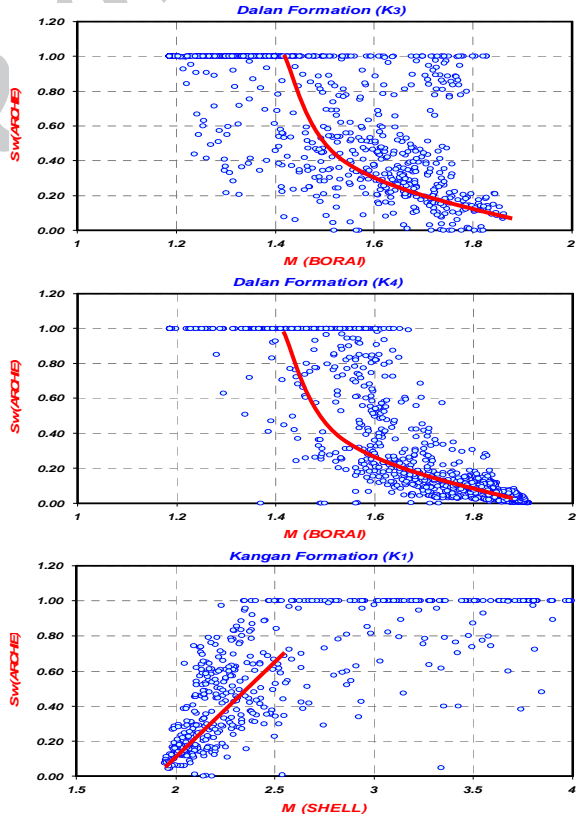 Dalan Formation (K3)
1.20
1.00
0.80
0.60
0.40
0.20
0.00
Sw(ARCHIE)
1 1.2 1.4 1.6 1.8 2
M (BORAI)
Dalan Formation (K4)
1.20
1.00
0.80
0.60
0.40
0.20
0.00
Sw(ARCHIE)
1 1.2 1.4 1.6 1.8 2
M (BORAI)
Kangan Formation (K1)
1.20
1.00
0.80
0.60
0.40
0.20
0.00
Sw(ARCHIE)
1.5 2 2.5 3 3.5 4
M (SHELL)